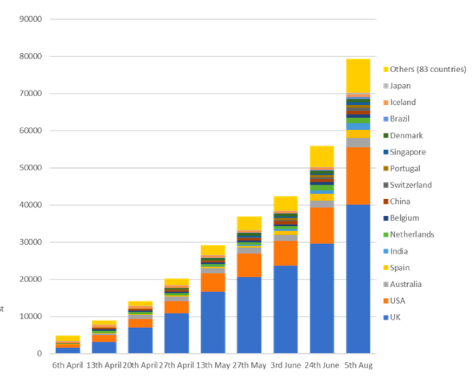 90000
80000
70000
60000
50000
40000
30000
20000
10000
0
6th April 13th April 20th April 27th April 13th May 27th May 3rd June 24th June 5th Aug
Others (83 countries)
Japan
Iceland
Brazil
Denmark
Singapore
Portugal
Switzerland
China
Belgium
Netherlands
India
Spain
Australia
USA
UK
st